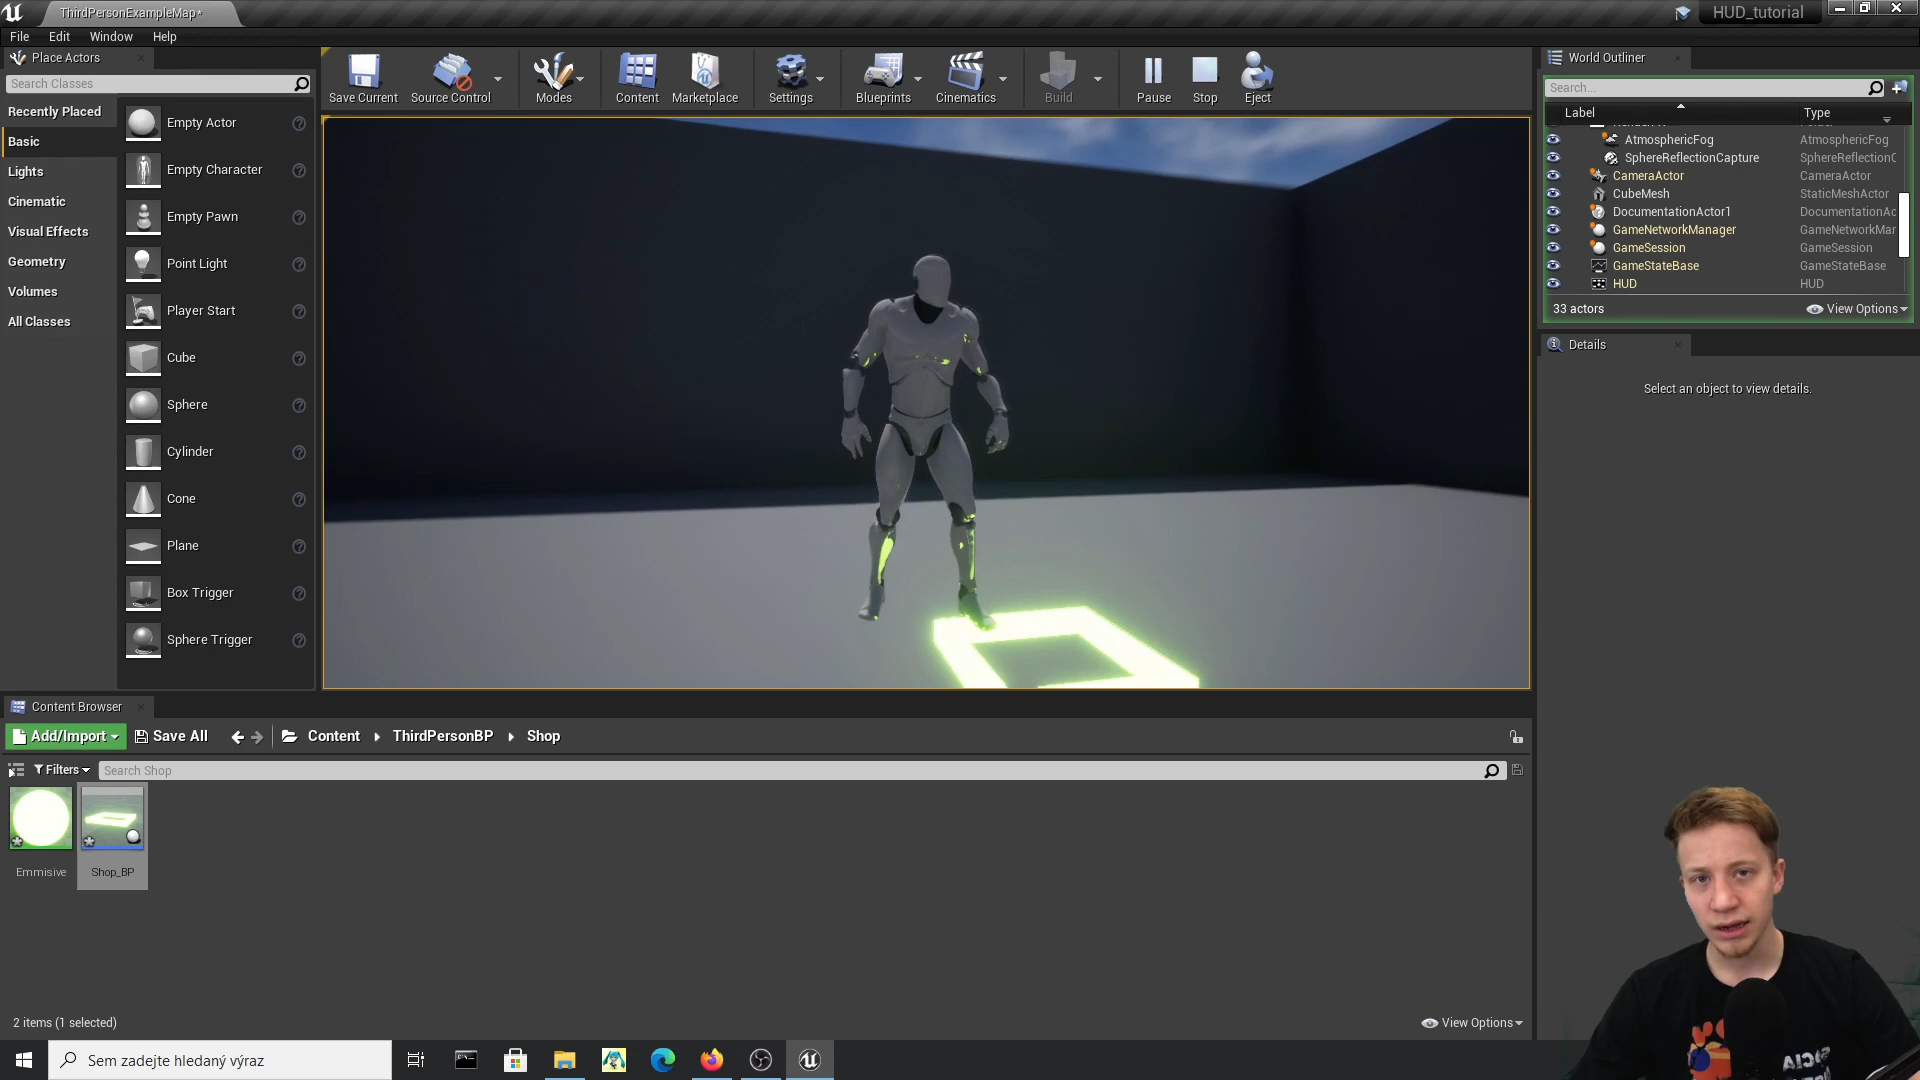 ThirdPersonExampleMap*
HUD_tutorial
File Edit Window Help
Place Actors
Search Classes
Recently Placed
Basic
Lights
Cinematic
Visual Effects
Geometry
Volumes
All Classes
Empty Actor
Empty Character
Empty Pawn
Point Light
Player Start
Cube
Sphere
Cylinder
Cone
Plane
Box Trigger
Sphere Trigger
Save Current
Source Control
Modes
Content
Marketplace
Settings
Blueprints
Cinematics
Build
Pause
Stop
Eject
World Outliner
Search...
Label Type
AtmosphericFog AtmosphericFog
SphereReflectionCapture SphereReflectionC
CameraActor CameraActor
CubeMesh StaticMeshActor
DocumentationActor1 DocumentationAc
GameNetworkManager GameNetworkMar
GameSession GameSession
GameStateBase GameStateBase
HUD HUD
33 actors View Options
Details
Select an object to view details.
Content Browser
Add/Import Save All Content ThirdPersonBP Shop
Filters Search Shop
Emmisive
Shop_BP
2 items (1 selected) View Options
Sem zadejte hledaný výraz